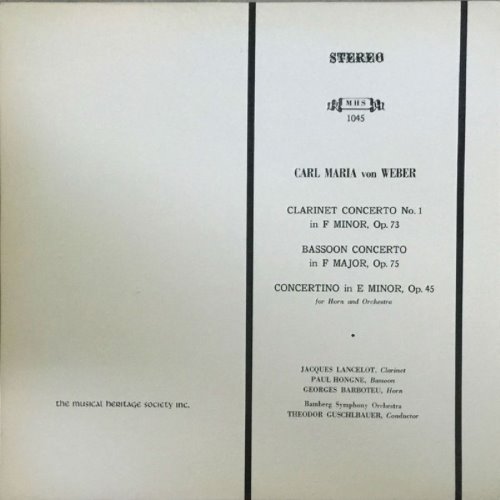 STEREO
MHS
1045
CARL MARIA von WEBER
CLARINET CONCERTO No. 1
in F MINOR, Op. 73
BASSOON CONCERTO
in F MAJOR, Op. 75
CONCERTINO in E MINOR, Op. 45
for Horn and Orchestra
JACQUES LANCELOT, Clarinet
PAUL HONGNE, Bassoon
GEORGES BARBOTEU, Horn
Bamberg Symphony Orchestra
THEODOR GUSCHLBAUER, Conductor
the musical heritage society inc.